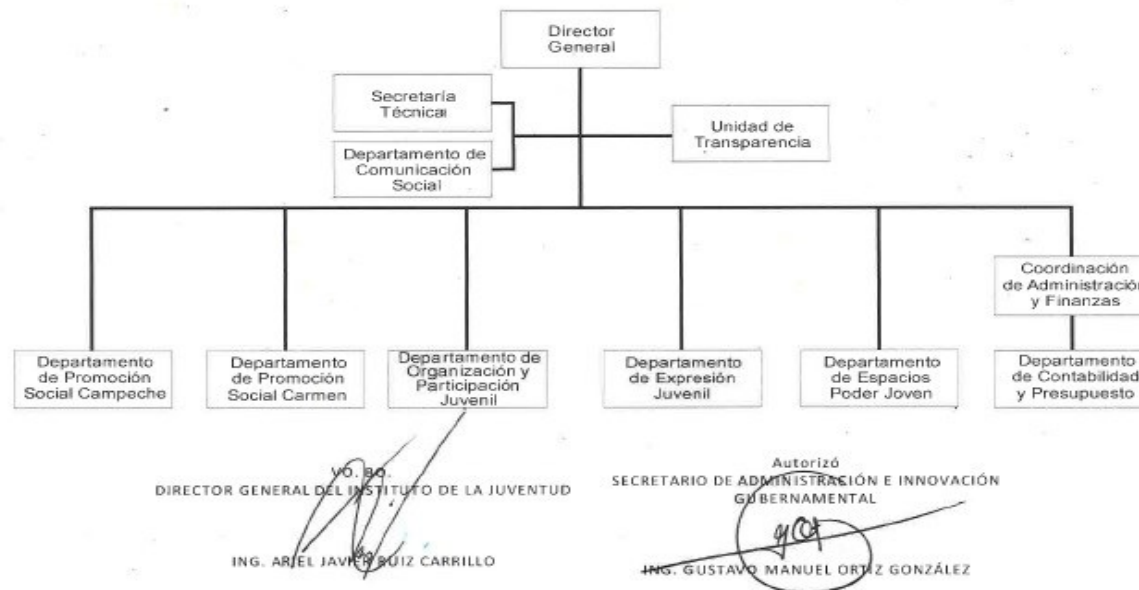 Director
General
Secretaría
Técnica
Unidad de
Transparencia
Departamento de
Comunicación
Social
Coordinación
de Administración
y Finanzas
Departamento
de Promoción
Social Campeche
Departamento
de Promoción
Social Carmen
Departamento de
Organización y
Participación
Juvenil
Departamento
de Expresión
Juvenil
Departamento
de Espacios
Poder Joven
Departamento
de Contabilidad
y Presupuesto
VO. BO.
DIRECTOR GENERAL DEL INSTITUTO DE LA JUVENTUD
ING. ARIEL JAVIER RUIZ CARRILLO
Autorizó
SECRETARIO DE ADMINISTRACIÓN E INNOVACIÓN
GUBERNAMENTAL
ING. GUSTAVO MANUEL ORTIZ GONZÁLEZ